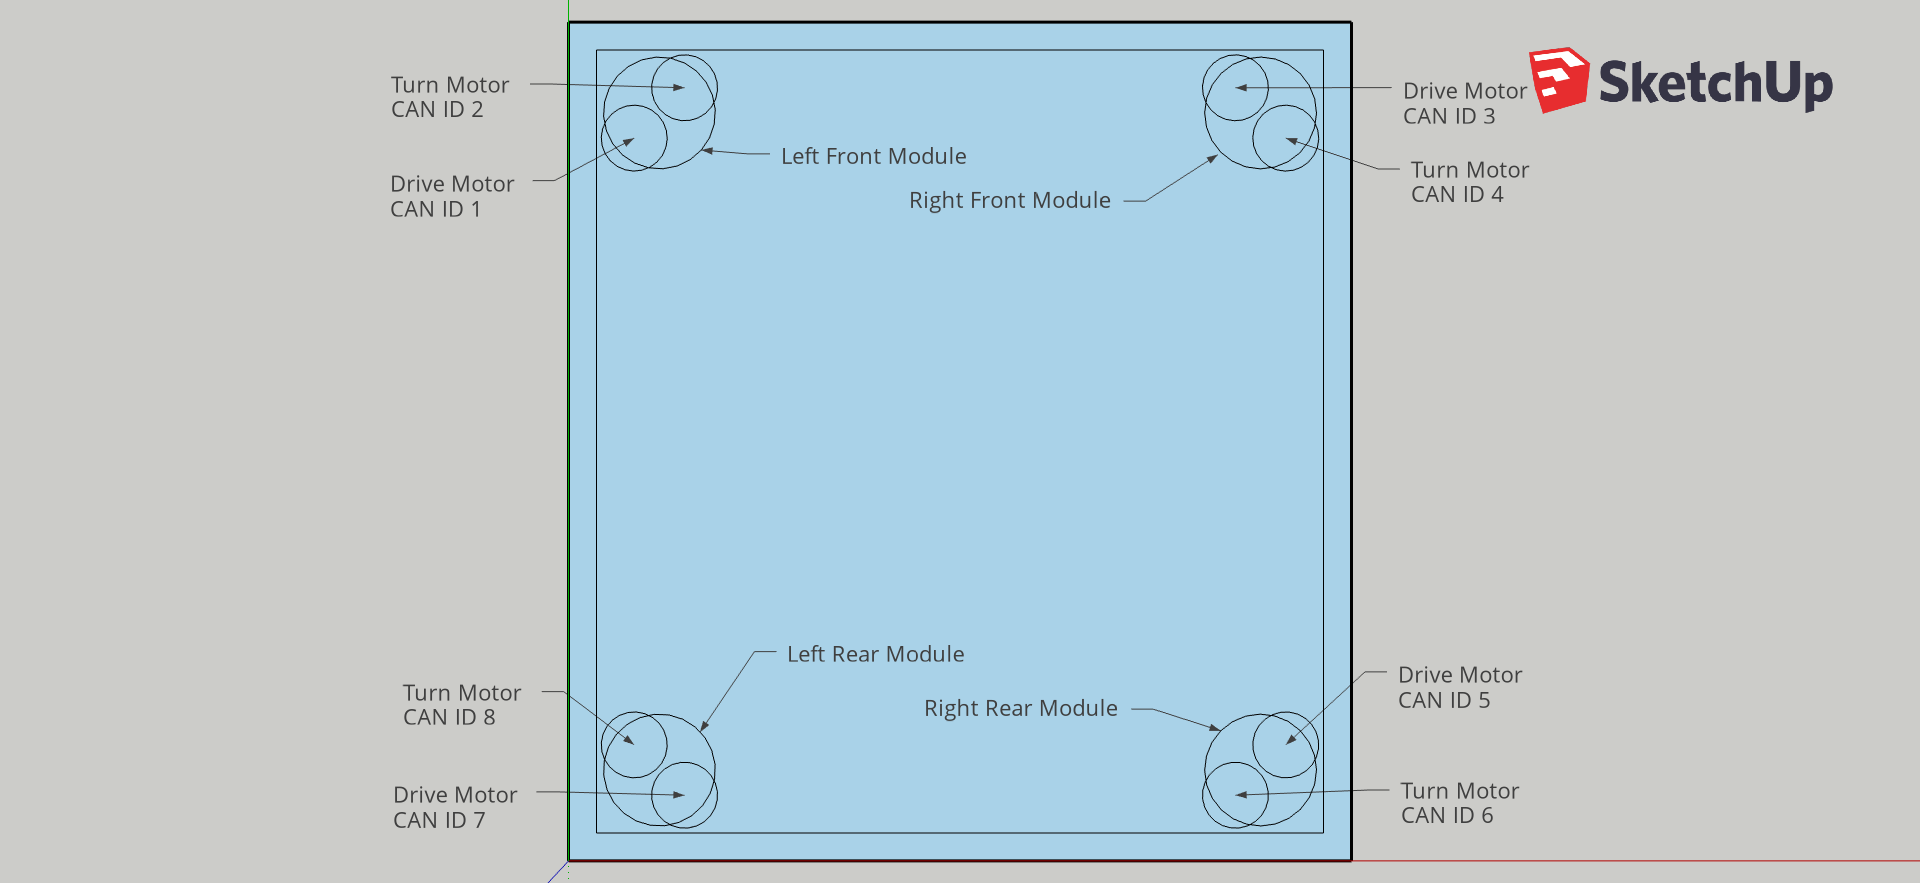 Turn Motor
CAN ID 2
Drive Motor
CAN ID 3
SketchUp
Left Front Module
Drive Motor
CAN ID 1
Right Front Module
Turn Motor
CAN ID 4
Left Rear Module
Turn Motor
CAN ID 8
Right Rear Module
Drive Motor
CAN ID 5
Drive Motor
CAN ID 7
Turn Motor
CAN ID 6